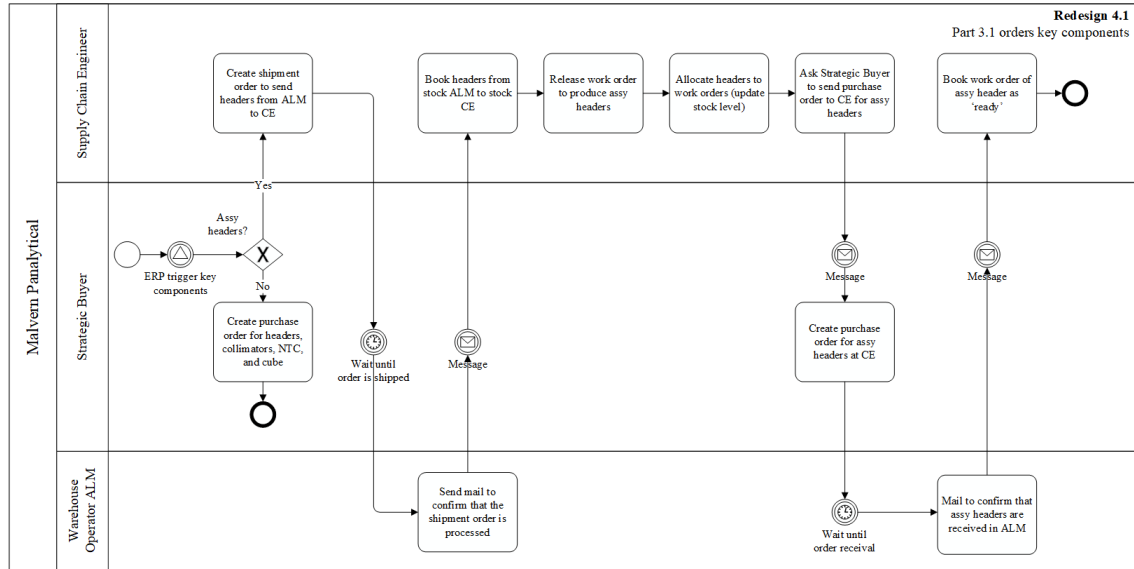 Redesign 4.1
Part 3.1 orders key components
Malvern Panalytical
Supply Chain Engineer
Create shipment
order to send
headers from ALM
to CE
Book headers from
stock ALM to stock
CE
Release work order
to produce assy
headers
Allocate headers to
work orders (update
stock level)
Ask Strategic Buyer
to send purchase
order to CE for assy
headers
Book work order of
assy header as
‘ready’
Yes
Strategic Buyer
Assy
headers?
X
ERP trigger key
components
No
Create purchase
order for headers,
collimators, NTC,
and cube
Wait until
order is shipped
Message
Message
Create purchase
order for assy
headers at CE
Message
Warehouse
Operator ALM
Send mail to
confirm that the
shipment order is
processed
Wait until
order receival
Mail to confirm that
assy headers are
received in ALM